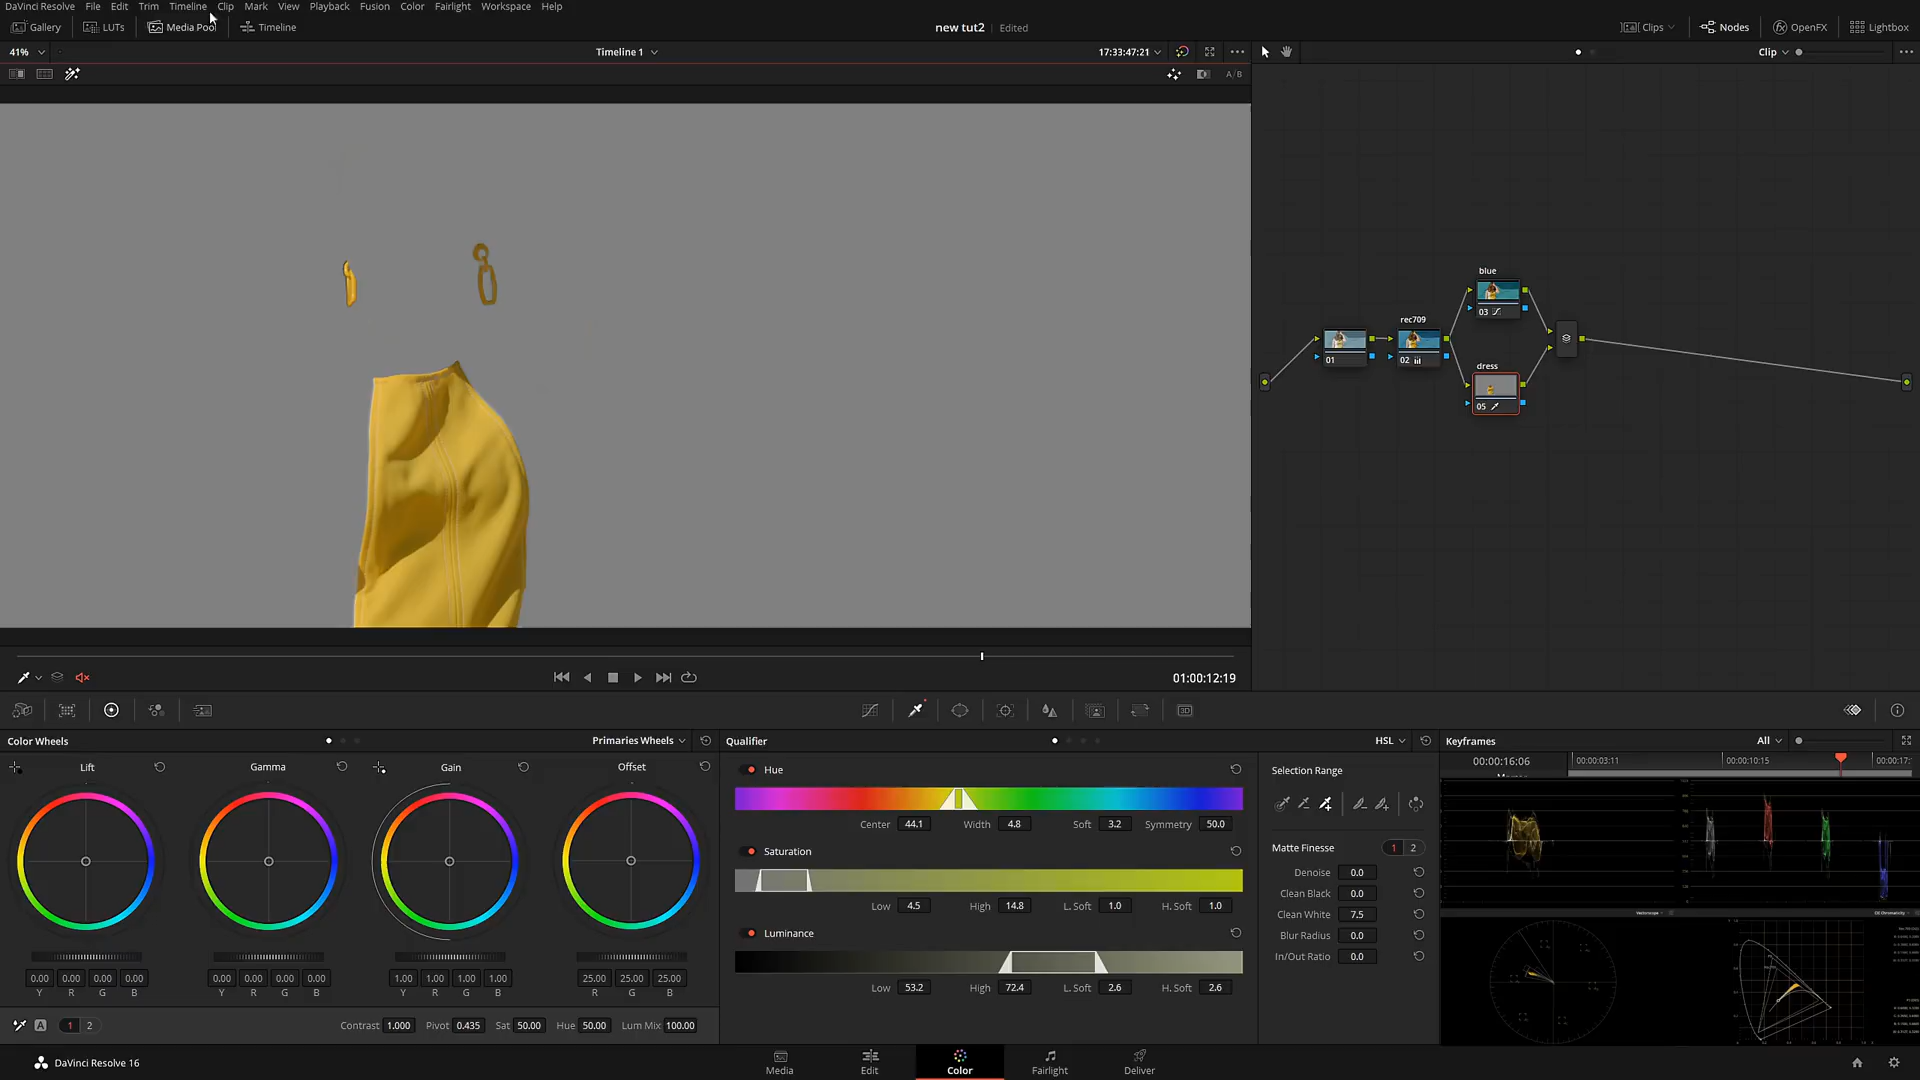 DaVinci Resolve File Edit Trim Timeline Clip Mark View Playback Fusion Color Fairlight Workspace Help
Gallery LUTs Media Pool Timeline new tut2 Edited Clips Nodes OpenFX Lightbox
41% Timeline 1 17:33:47:21 Clip
A/B
blue
03
rec709
01 02
dress
05
01:00:12:19
3D
Color Wheels Primaries Wheels Qualifier HSL Keyframes All
Lift Gamma Gain Offset
Hue
Center 44.1 Width 4.8 Soft 3.2 Symmetry 50.0
Saturation
Low 4.5 High 14.8 L. Soft 1.0 H. Soft 1.0
Luminance
Low 53.2 High 72.4 L. Soft 2.6 H. Soft 2.6
Selection Range
Matte Finesse 1 2
Denoise 0.0
Clean Black 0.0
Clean White 7.5
Blur Radius 0.0
In/Out Ratio 0.0
00:00:16:06 00:00:03:11 00:00:10:15 00:00:17:
0.00 0.00 0.00 0.00 0.00 0.00 0.00 0.00 1.00 1.00 1.00 1.00 25.00 25.00 25.00
Y R G B Y R G B Y R G B R G B
A 1 2 Contrast 1.000 Pivot 0.435 Sat 50.00 Hue 50.00 Lum Mix 100.00
DaVinci Resolve 16 Media Edit Color Fairlight Deliver